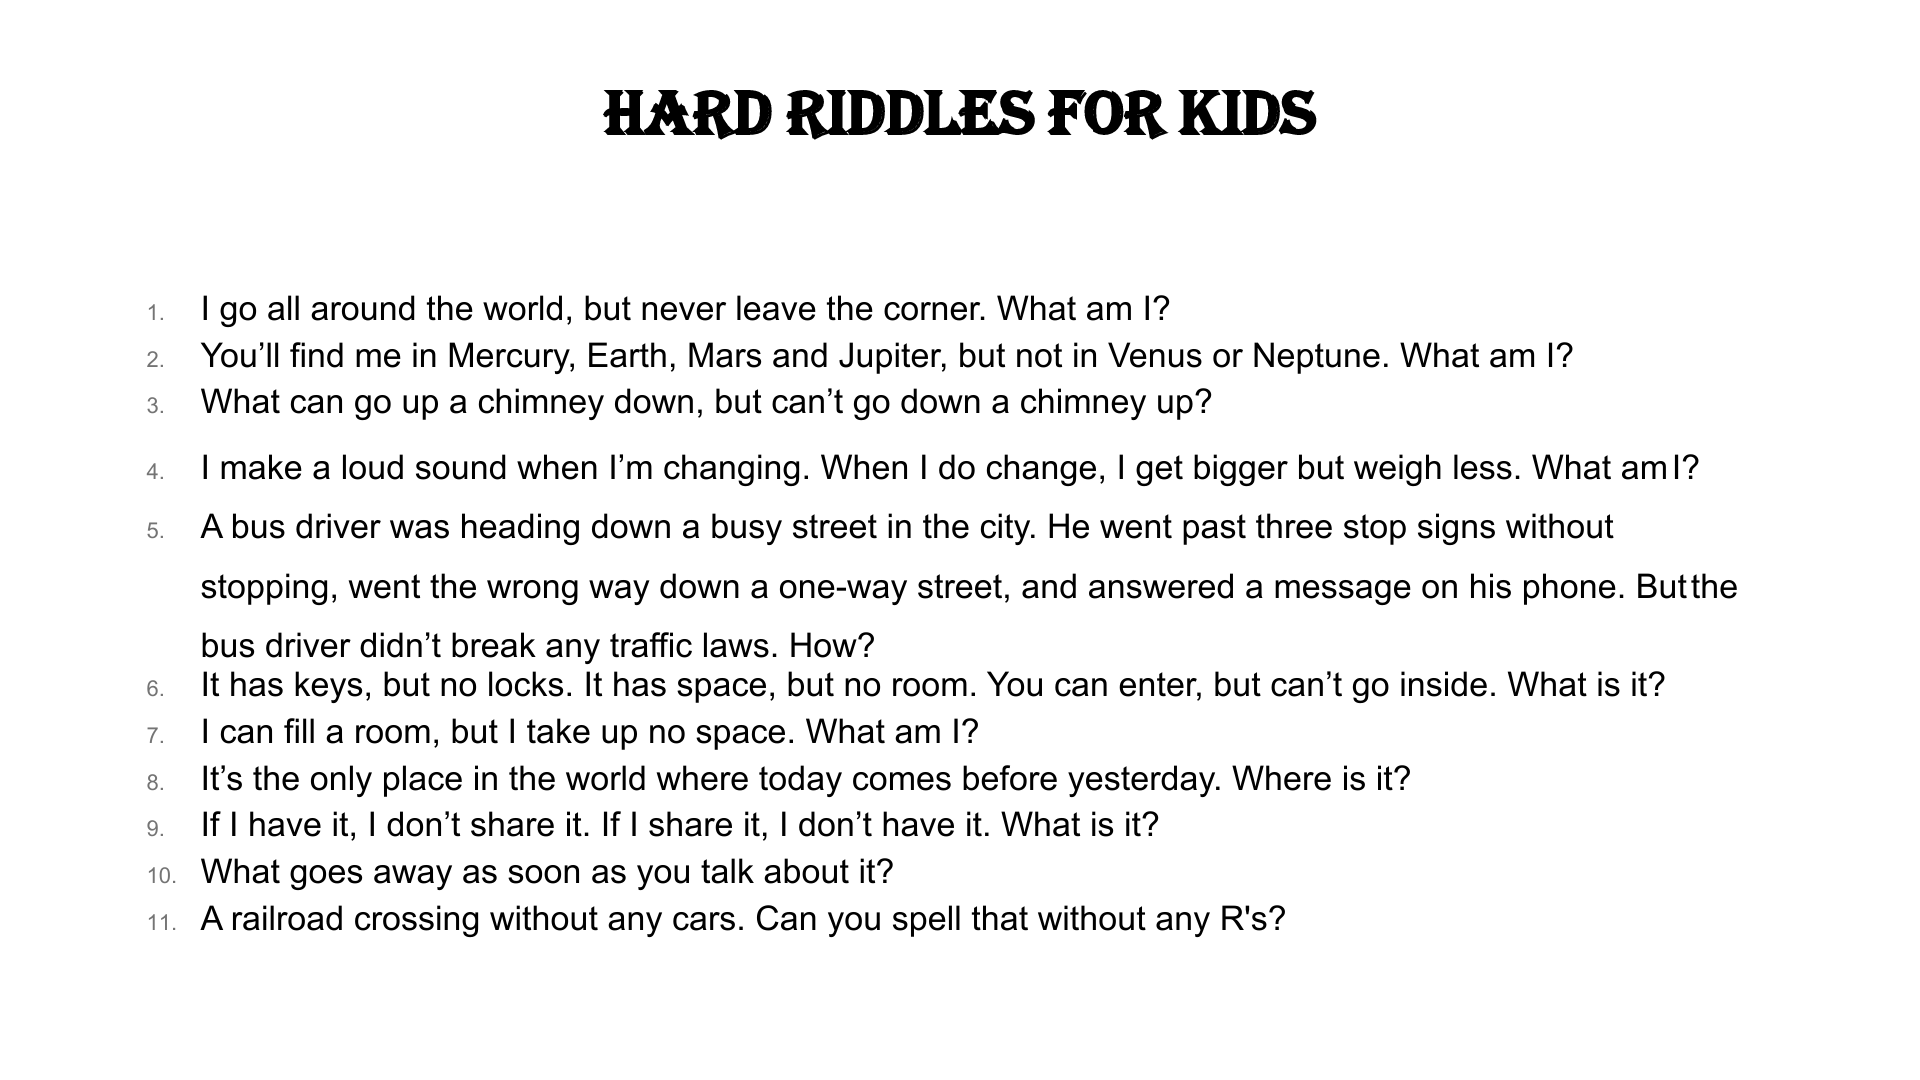 HARD RIDDLES FOR KIDS
1. I go all around the world, but never leave the corner. What am I?
2. You’ll find me in Mercury, Earth, Mars and Jupiter, but not in Venus or Neptune. What am I?
3. What can go up a chimney down, but can’t go down a chimney up?
4. I make a loud sound when I’m changing. When I do change, I get bigger but weigh less. What am I?
5. A bus driver was heading down a busy street in the city. He went past three stop signs without
stopping, went the wrong way down a one-way street, and answered a message on his phone. But the
bus driver didn’t break any traffic laws. How?
6. It has keys, but no locks. It has space, but no room. You can enter, but can’t go inside. What is it?
7. I can fill a room, but I take up no space. What am I?
8. It’s the only place in the world where today comes before yesterday. Where is it?
9. If I have it, I don’t share it. If I share it, I don’t have it. What is it?
10. What goes away as soon as you talk about it?
11. A railroad crossing without any cars. Can you spell that without any R's?